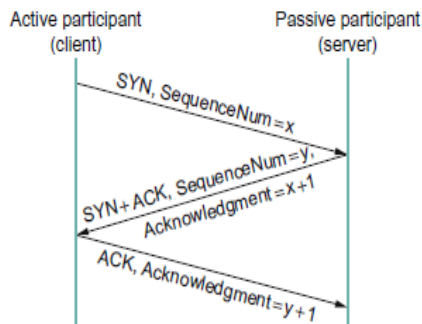 Active participant
(client)
Passive participant
(server)
SYN, SequenceNum=x
SYN+ACK, SequenceNum=y,
Acknowledgment=x+1
ACK, Acknowledgment=y+1